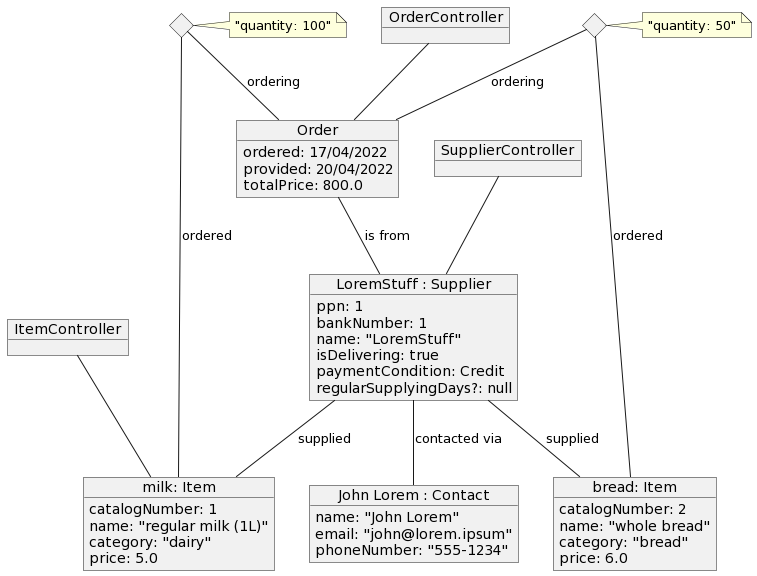 "quantity: 100"
OrderController
"quantity: 50"
ordering
ordering
Order
ordered: 17/04/2022
provided: 20/04/2022
totalPrice: 800.0
SupplierController
ordered
is from
ordered
LoremStuff : Supplier
ppn: 1
bankNumber: 1
name: "LoremStuff"
isDelivering: true
paymentCondition: Credit
regularSupplyingDays?: null
ItemController
supplied
contacted via
supplied
milk: Item
catalogNumber: 1
name: "regular milk (1L)"
category: "dairy"
price: 5.0
John Lorem : Contact
name: "John Lorem"
email: "john@lorem.ipsum"
phoneNumber: "555-1234"
bread: Item
catalogNumber: 2
name: "whole bread"
category: "bread"
price: 6.0